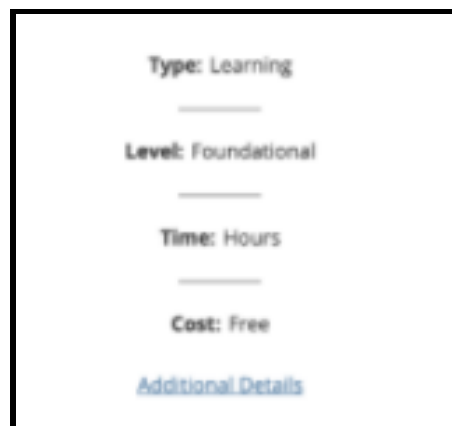 Type: Learning
Level: Foundational
Time: Hours
Cost: Free
Additional Details